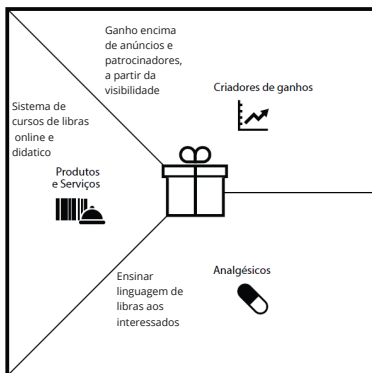 Ganho encima
de anúncios e
patrocinadores,
a partir da
visibilidade
Criadores de ganhos
Sistema de
cursos de libras
online e
didatico
Produtos
e Serviços
Ensinar
linguagem de
libras aos
interessados
Analgésicos